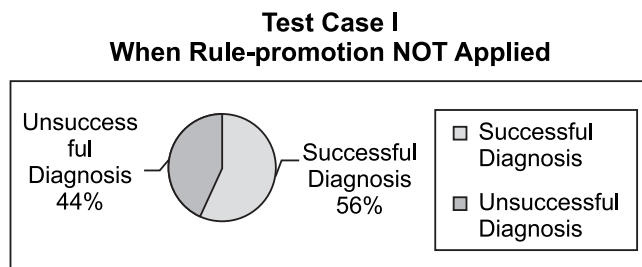 Test Case I
When Rule-promotion NOT Applied
Unsuccess
ful
Diagnosis
44%
Successful
Diagnosis
56%
Successful
Diagnosis
Unsuccessful
Diagnosis